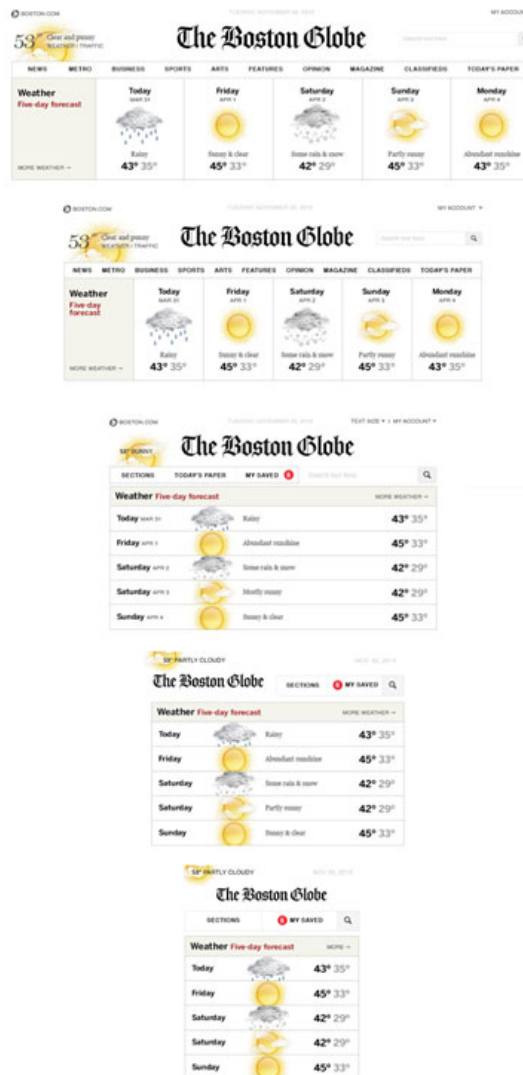 BOSTON.COM
MY ACCOUNT
53°
Clear and sunny
WEATHER / TRAFFIC
The Boston Globe
NEWS METRO BUSINESS SPORTS ARTS FEATURES OPINION MAGAZINE CLASSIFIEDS TODAY'S PAPER
Weather Today Friday Saturday Sunday Monday
Five-day forecast MAR 31 APR 1 APR 2 APR 3 APR 4
Rainy Sunny & clear Some rain & snow Partly sunny Abundant sunshine
MORE WEATHER → 43° 35° 45° 33° 42° 29° 45° 33° 43° 35°
BOSTON.COM MY ACCOUNT
53°
Clear and sunny
WEATHER / TRAFFIC
The Boston Globe
NEWS METRO BUSINESS SPORTS ARTS FEATURES OPINION MAGAZINE CLASSIFIEDS TODAY'S PAPER
Weather Today Friday Saturday Sunday Monday
Five-day MAR 31 APR 1 APR 2 APR 3 APR 4
forecast
Rainy Sunny & clear Some rain & snow Partly sunny Abundant sunshine
MORE WEATHER → 43° 35° 45° 33° 42° 29° 45° 33° 43° 35°
BOSTON.COM TEXT SIZE MY ACCOUNT
SUNNY
The Boston Globe
SECTIONS TODAY'S PAPER MY SAVED
Weather Five-day forecast MORE WEATHER →
Today MAR 31 Rainy 43° 35°
Friday APR 1 Abundant sunshine 45° 33°
Saturday APR 2 Some rain & snow 42° 29°
Saturday APR 3 Mostly sunny 42° 29°
Sunday APR 4 Sunny & clear 45° 33°
PARTLY CLOUDY
The Boston Globe SECTIONS MY SAVED
Weather Five-day forecast MORE WEATHER →
Today Rainy 43° 35°
Friday Abundant sunshine 45° 33°
Saturday Some rain & snow 42° 29°
Saturday Partly sunny 42° 29°
Sunday Sunny & clear 45° 33°
PARTLY CLOUDY
The Boston Globe
SECTIONS MY SAVED
Weather Five-day forecast MORE →
Today 43° 35°
Friday 45° 33°
Saturday 42° 29°
Saturday 42° 29°
Sunday 45° 33°